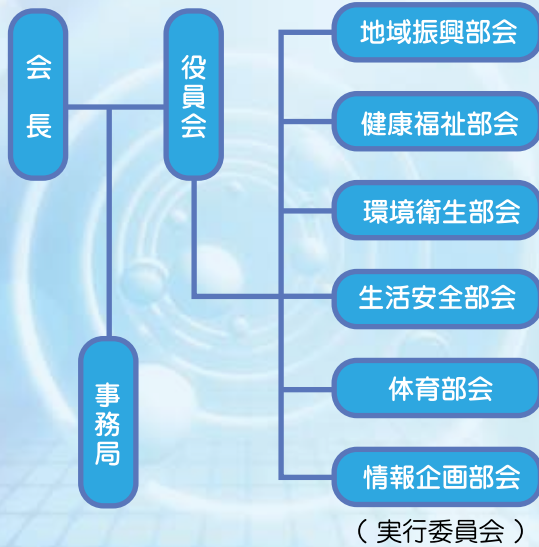 会長
役員会
事務局
地域振興部会
健康福祉部会
環境衛生部会
生活安全部会
体育部会
情報企画部会
（実行委員会）